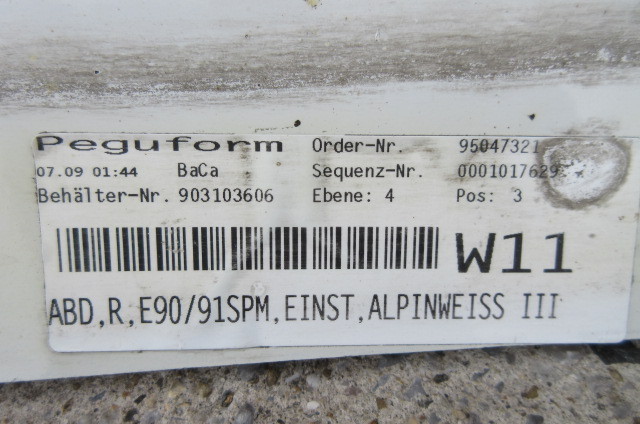 Peguform Order-Nr. 95047321
07.09 01:44 BaCa Sequenz-Nr. 0001017629
Behälter-Nr. 903103606 Ebene: 4 Pos: 3
W11
ABD,R,E90/91SPM,EINST,ALPINWEISS III